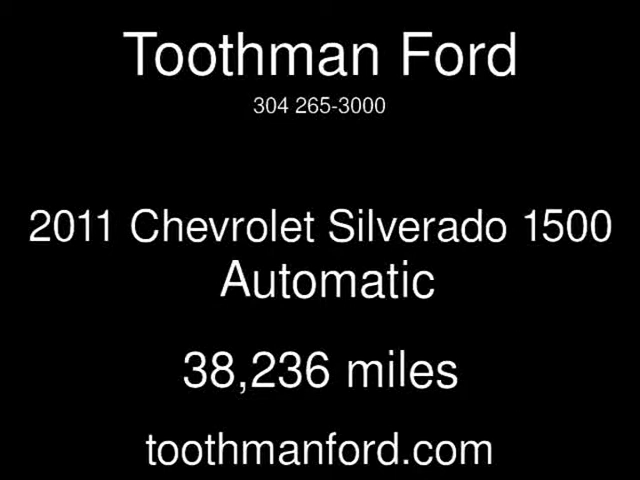 Toothman Ford
304 265-3000
2011 Chevrolet Silverado 1500
Automatic
38,236 miles
toothmanford.com